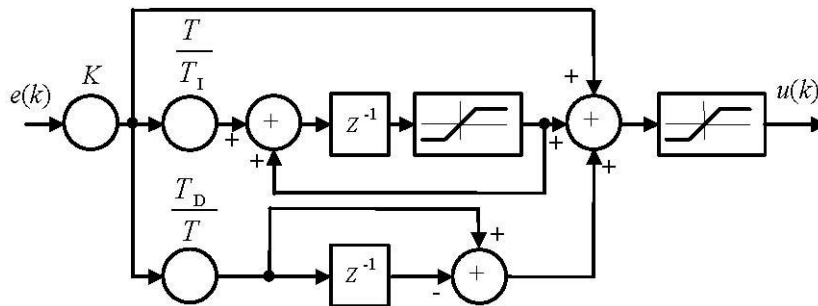 T
T_I
K
e(k)
u(k)
+
+
+
z^-1
+
+
+
+
T_D
T
+
z^-1
-
+